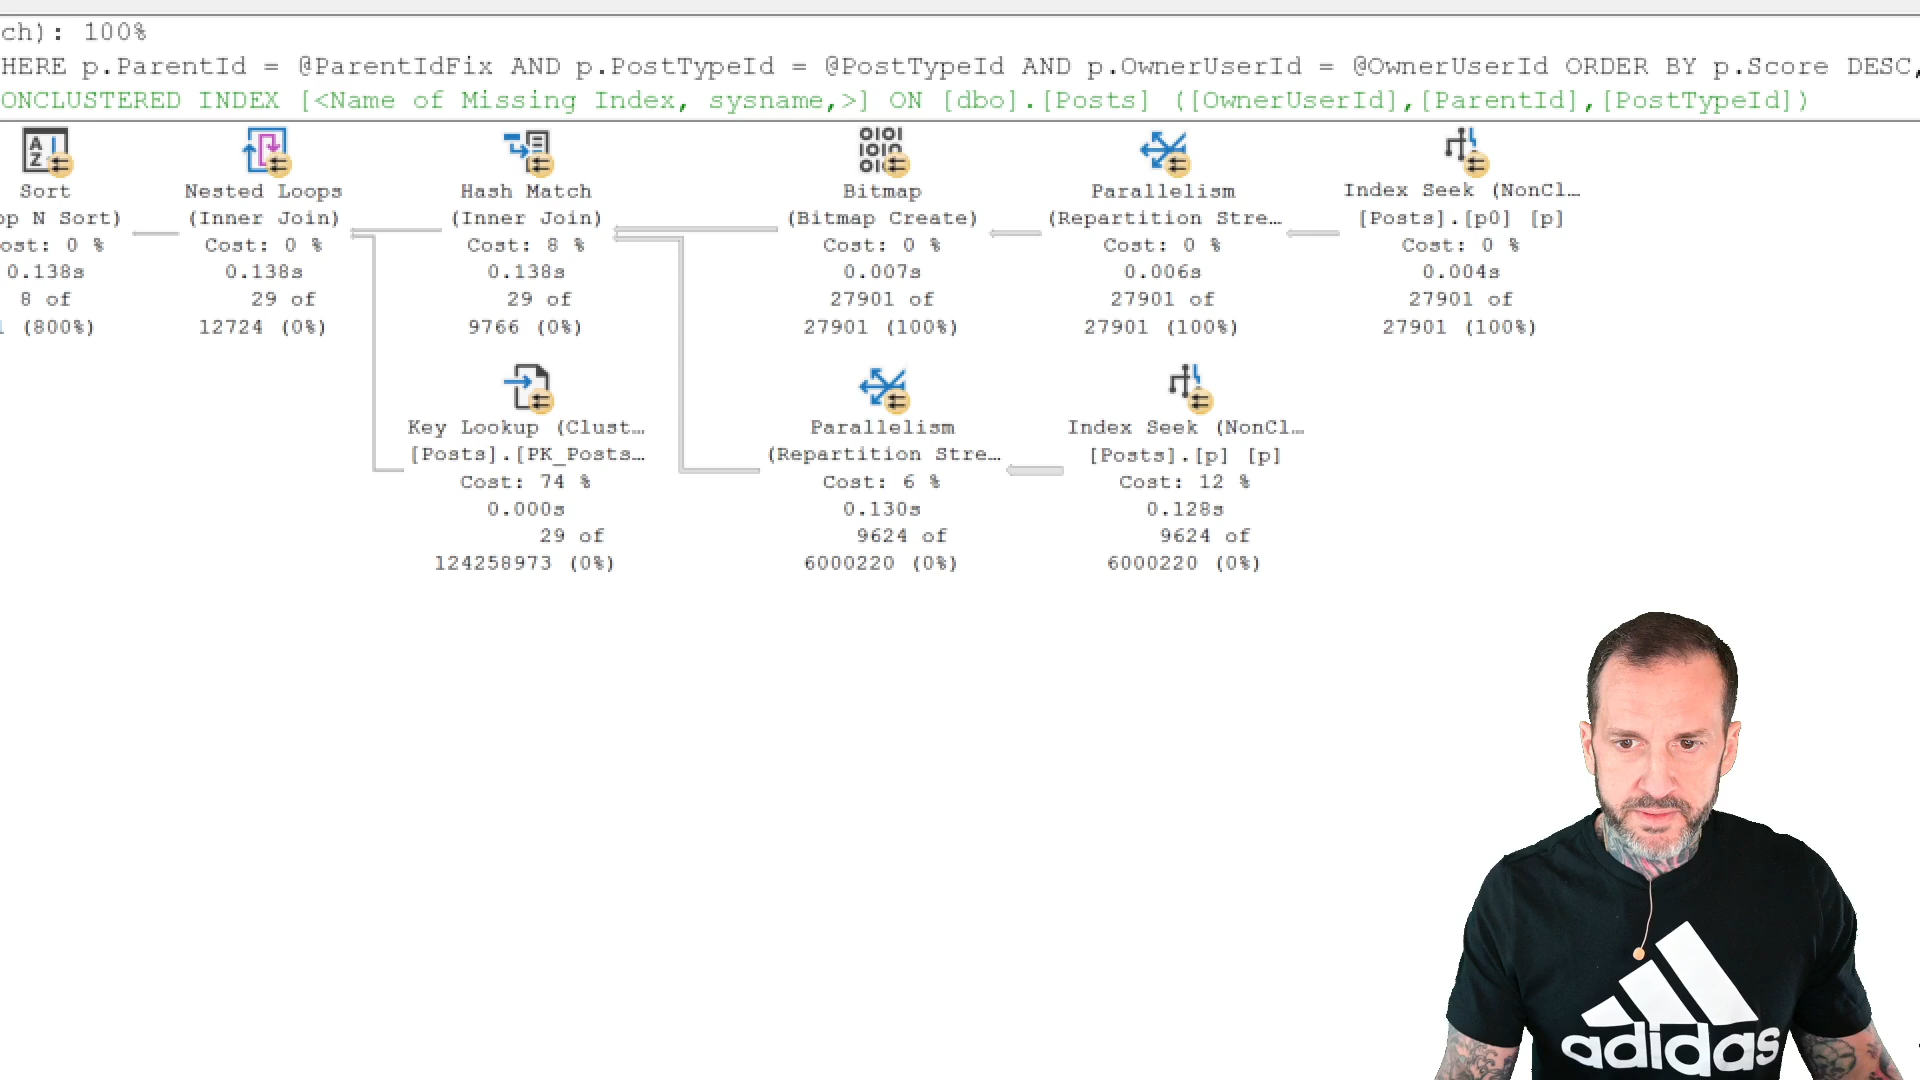 ch): 100%
HERE p.ParentId = @ParentIdFix AND p.PostTypeId = @PostTypeId AND p.OwnerUserId = @OwnerUserId ORDER BY p.Score DESC,
ONCLUSTERED INDEX [<Name of Missing Index, sysname,>] ON [dbo].[Posts] ([OwnerUserId],[ParentId],[PostTypeId])
Sort
op N Sort)
ost: 0 %
0.138s
8 of
1 (800%)
Nested Loops
(Inner Join)
Cost: 0 %
0.138s
29 of
12724 (0%)
Hash Match
(Inner Join)
Cost: 8 %
0.138s
29 of
9766 (0%)
Bitmap
(Bitmap Create)
Cost: 0 %
0.007s
27901 of
27901 (100%)
Parallelism
(Repartition Stre…
Cost: 0 %
0.006s
27901 of
27901 (100%)
Index Seek (NonCl…
[Posts].[p0] [p]
Cost: 0 %
0.004s
27901 of
27901 (100%)
Key Lookup (Clust…
[Posts].[PK_Posts…
Cost: 74 %
0.000s
29 of
124258973 (0%)
Parallelism
(Repartition Stre…
Cost: 6 %
0.130s
9624 of
6000220 (0%)
Index Seek (NonCl…
[Posts].[p] [p]
Cost: 12 %
0.128s
9624 of
6000220 (0%)
adidas